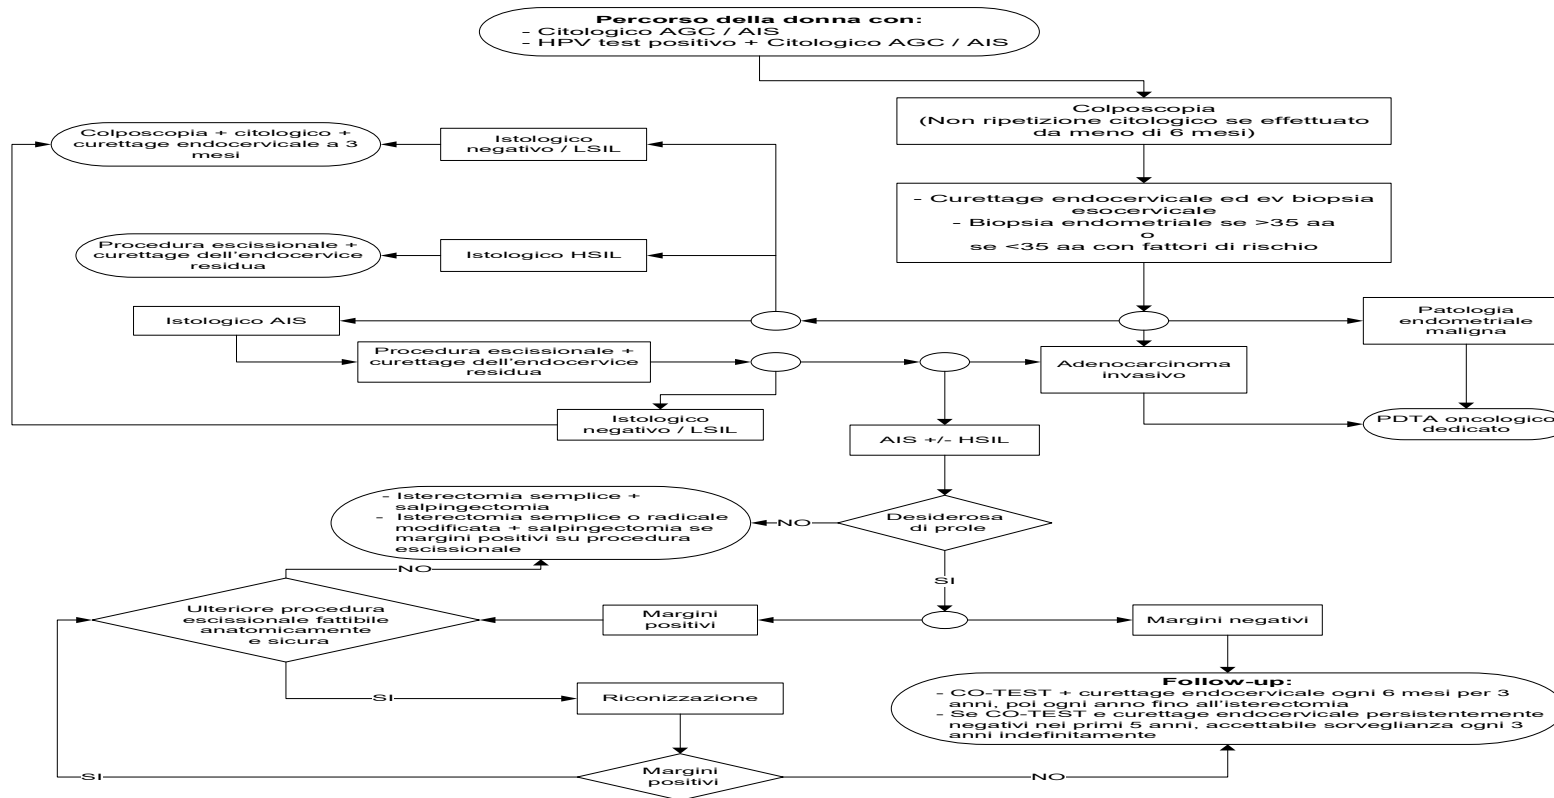 Percorso della donna con:
- Citologico AGC / AIS
- HPV test positivo + Citologico AGC / AIS
Colposcopia
(Non ripetizione citologico se effettuato
da meno di 6 mesi)
Colposcopia + citologico +
curettage endocervicale a 3
mesi
Istologico
negativo / LSIL
- Curettage endocervicale ed ev biopsia
esocervicale
- Biopsia endometriale se >35 aa
o
se <35 aa con fattori di rischio
Procedura escissionale +
curettage dell'endocervice
residua
Istologico HSIL
Istologico AIS
Patologia
endometriale
maligna
Procedura escissionale +
curettage dell'endocervice
residua
Adenocarcinoma
invasivo
Istologico
negativo / LSIL
PDTA oncologico
dedicato
AIS +/- HSIL
- Isterectomia semplice +
salpingectomia
- Isterectomia semplice o radicale
modificata + salpingectomia se
margini positivi su procedura
escissionale
NO
Desiderosa
di prole
NO
SI
Ulteriore procedura
escissionale fattibile
anatomicamente
e sicura
Margini
positivi
Margini negativi
SI
Riconizzazione
Follow-up:
- CO-TEST + curettage endocervicale ogni 6 mesi per 3
anni, poi ogni anno fino all'isterectomia
- Se CO-TEST e curettage endocervicale persistentemente
negativi nei primi 5 anni, accettabile sorveglianza ogni 3
anni indefinitamente
SI
Margini
positivi
NO